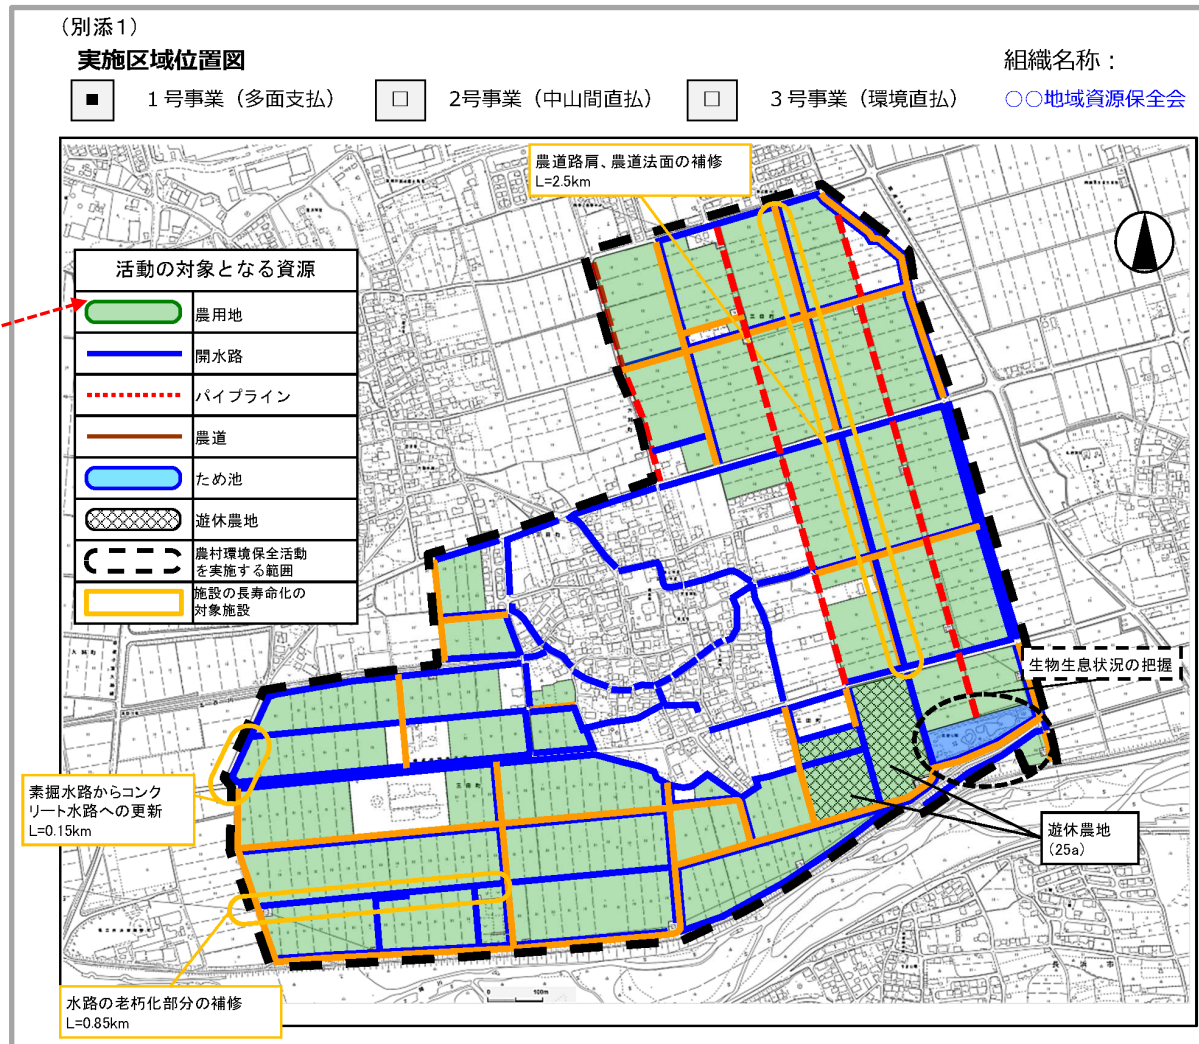 (別添1)
実施区域位置図
組織名称：
■ 1号事業（多面支払）
□ 2号事業（中山間直払）
□ 3号事業（環境直払）
○○地域資源保全会
農道路肩、農道法面の補修
L=2.5km
活動の対象となる資源
農用地
開水路
パイプライン
農道
ため池
遊休農地
農村環境保全活動
を実施する範囲
施設の長寿命化の
対象施設
生物生息状況の把握
素掘水路からコンク
リート水路への更新
L=0.15km
遊休農地
(25a)
水路の老朽化部分の補修
L=0.85km
0
100m
長浜市